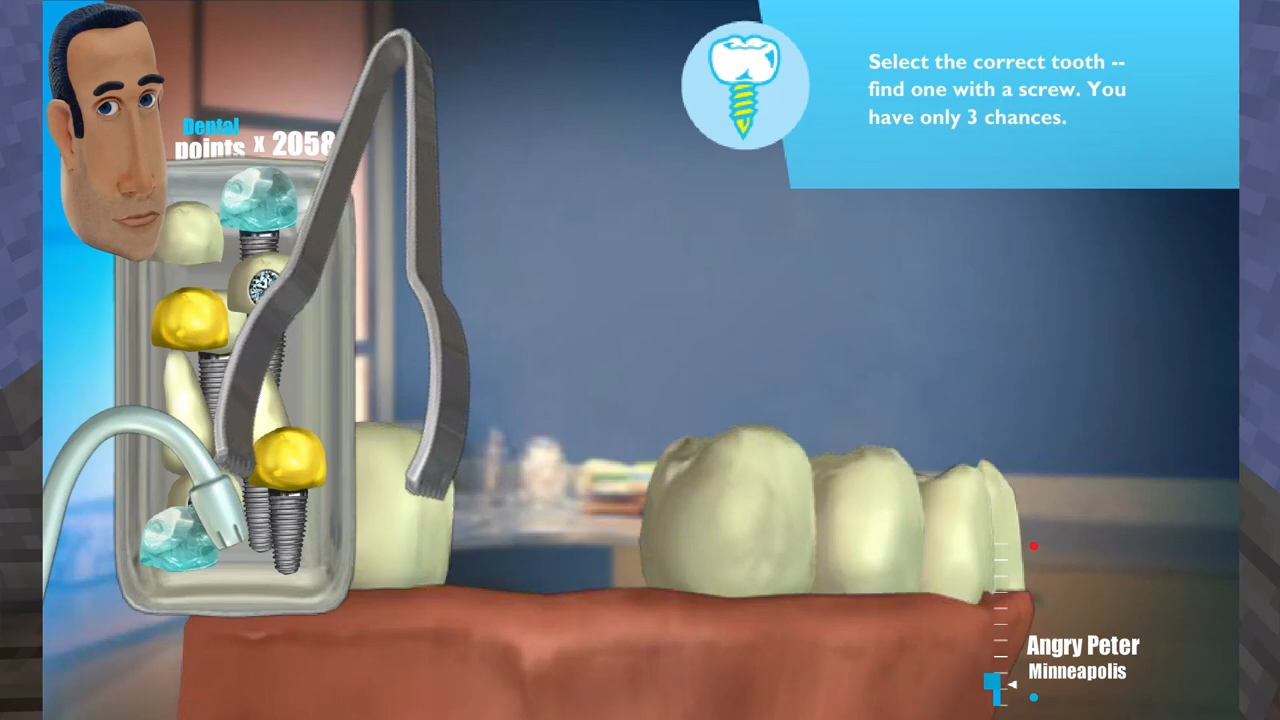 Select the correct tooth --
find one with a screw. You
have only 3 chances.
Dental
points x 2058
Angry Peter
Minneapolis